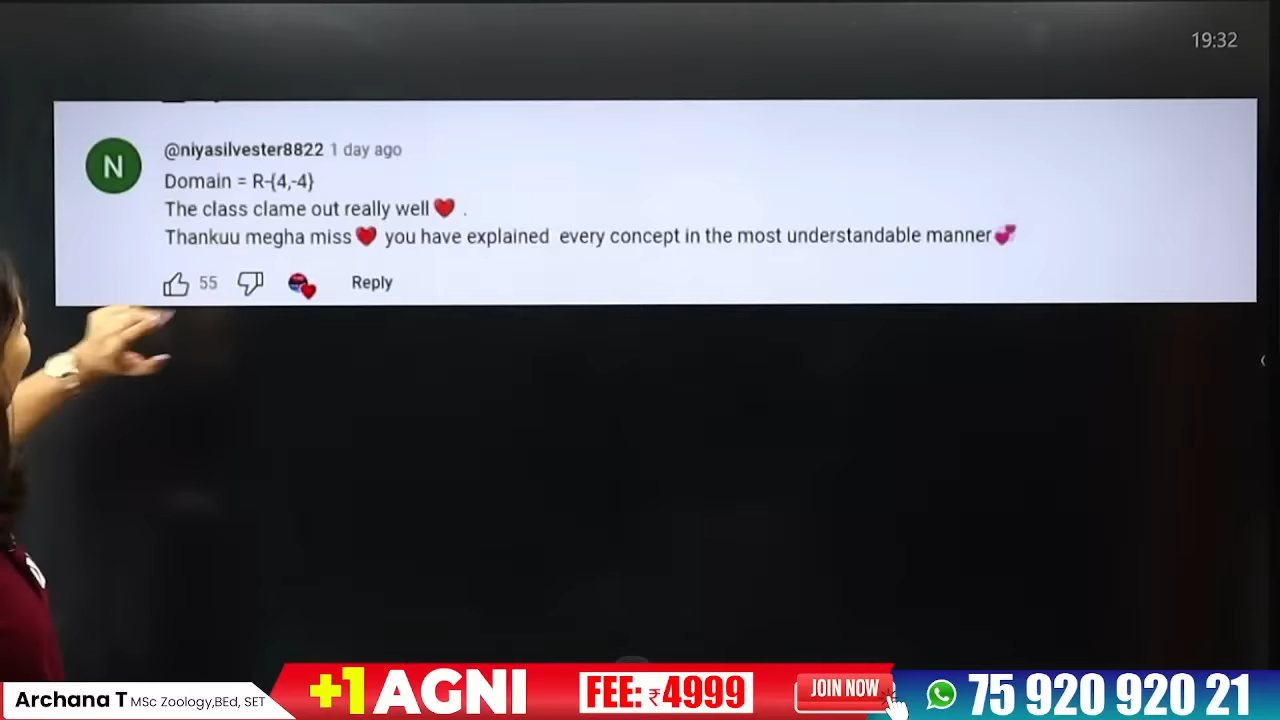 19:32
N
@niyasilvester8822 1 day ago
Domain = R-{4,-4}
The class clame out really well❤️ .
Thankuu megha miss❤️ you have explained every concept in the most understandable manner💞
55 Reply
Archana T MSc Zoology,BEd, SET
+1 AGNI
FEE: ₹4999
JOIN NOW
75 920 920 21